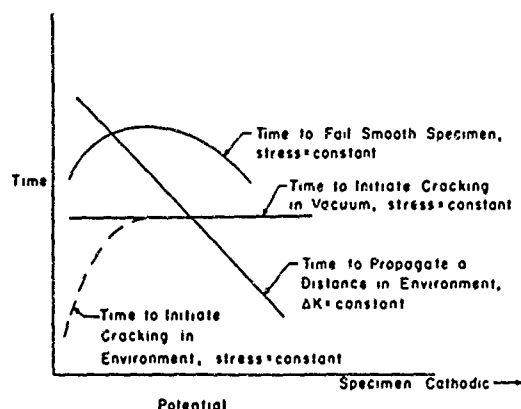 Time to Fail Smooth Specimen,
stress=constant
Time
Time to Initiate Cracking
in Vacuum, stress=constant
Time to Propagate a
Distance in Environment,
ΔK=constant
Time to Initiate
Cracking in
Environment, stress=constant
Specimen Cathodic
Potential